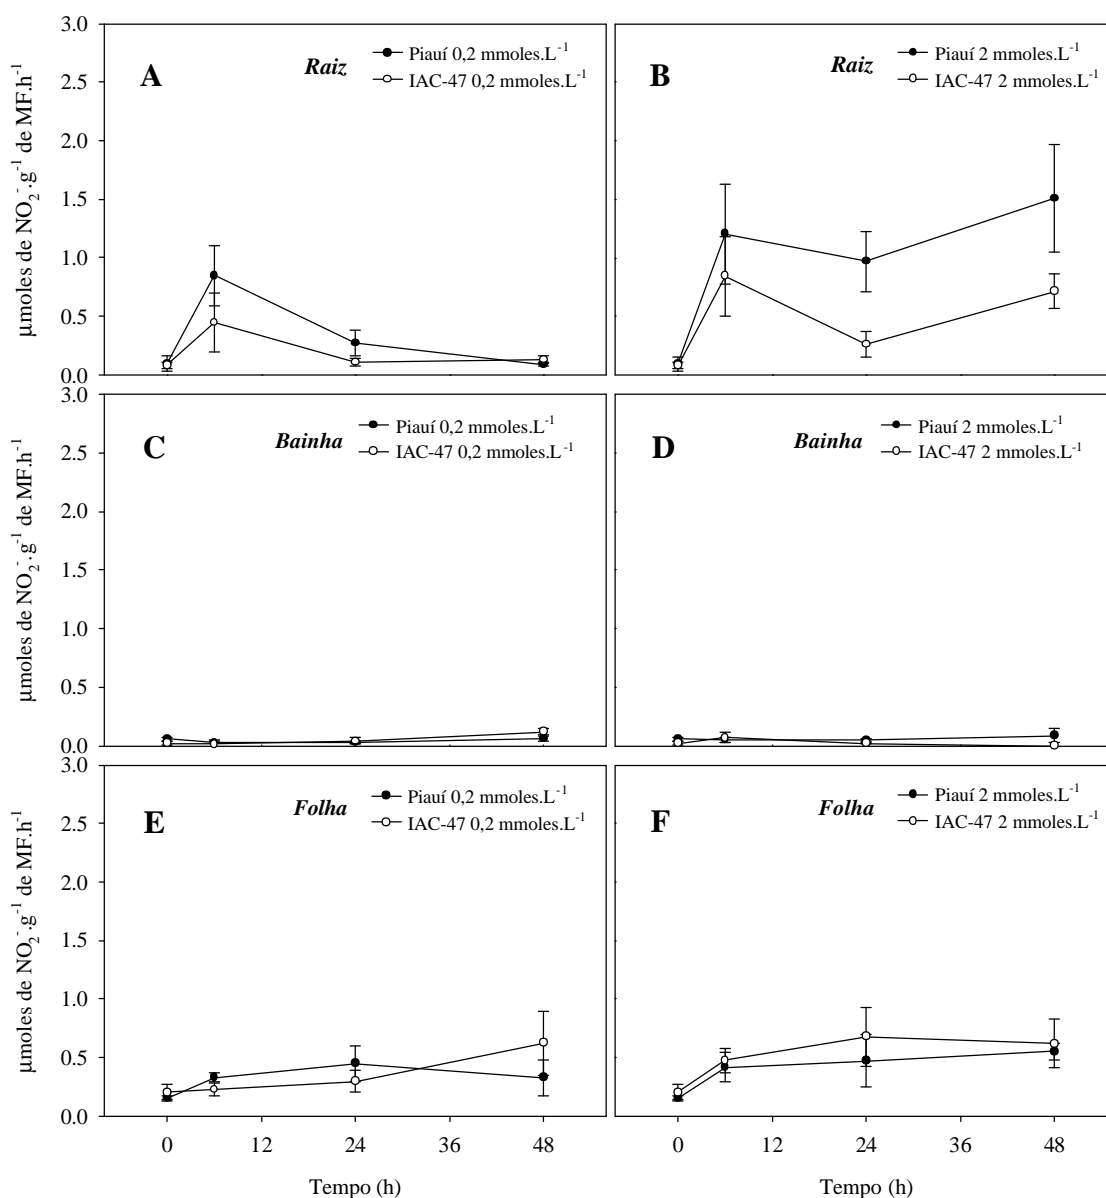 3.0
2.5
2.0
1.5
1.0
0.5
0.0
µmoles de NO₂⁻.g⁻¹ de MF.h⁻¹
A
Raiz
Piauí 0,2 mmoles.L⁻¹
IAC-47 0,2 mmoles.L⁻¹
B
Raiz
Piauí 2 mmoles.L⁻¹
IAC-47 2 mmoles.L⁻¹
3.0
2.5
2.0
1.5
1.0
0.5
0.0
µmoles de NO₂⁻.g⁻¹ de MF.h⁻¹
C
Bainha
Piauí 0,2 mmoles.L⁻¹
IAC-47 0,2 mmoles.L⁻¹
D
Bainha
Piauí 2 mmoles.L⁻¹
IAC-47 2 mmoles.L⁻¹
3.0
2.5
2.0
1.5
1.0
0.5
0.0
µmoles de NO₂⁻.g⁻¹ de MF.h⁻¹
E
Folha
Piauí 0,2 mmoles.L⁻¹
IAC-47 0,2 mmoles.L⁻¹
F
Folha
Piauí 2 mmoles.L⁻¹
IAC-47 2 mmoles.L⁻¹
0 12 24 36 48
0 12 24 36 48
Tempo (h)
Tempo (h)